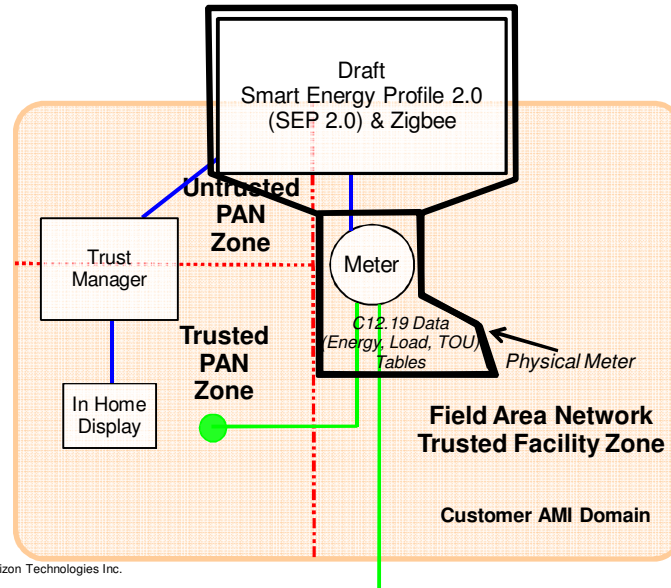 Draft
Smart Energy Profile 2.0
(SEP 2.0) & Zigbee
Untrusted
PAN
Zone
Trust
Manager
Meter
C12.19 Data
(Energy, Load, TOU)
Tables
Physical Meter
Trusted
PAN
Zone
In Home
Display
Field Area Network
Trusted Facility Zone
Customer AMI Domain
Technologies Inc.